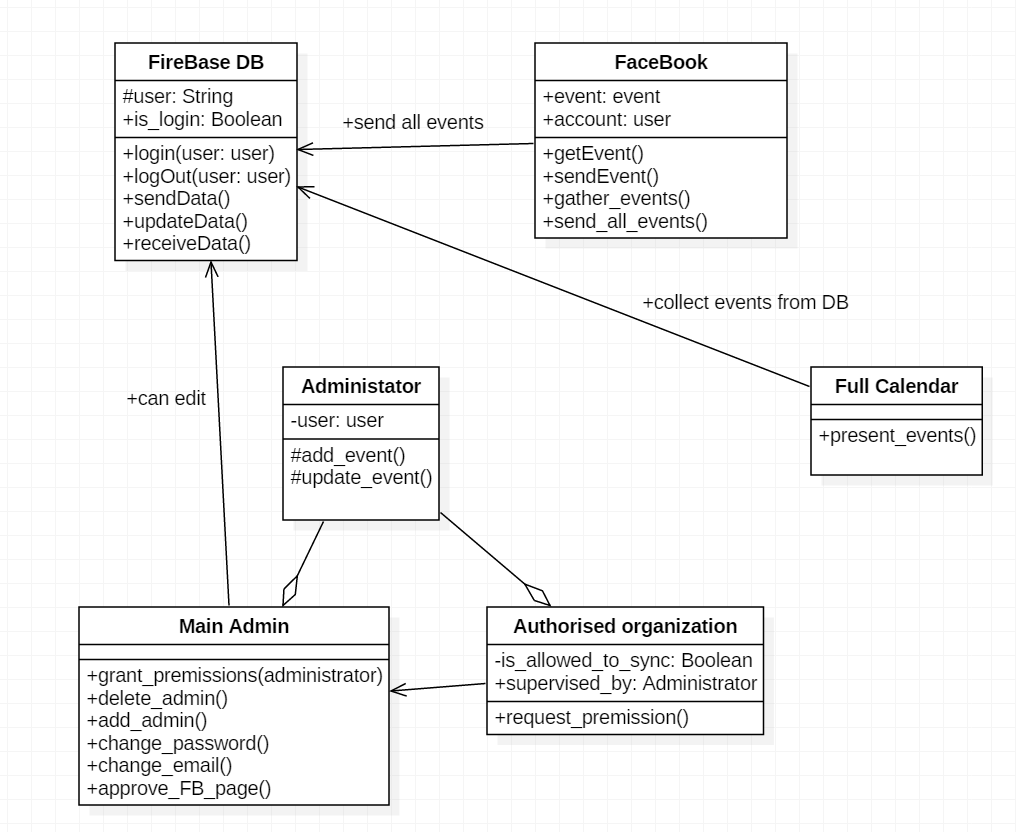 FireBase DB
#user: String
+is_login: Boolean
+login(user: user)
+logOut(user: user)
+sendData()
+updateData()
+receiveData()
+send all events
FaceBook
+event: event
+account: user
+getEvent()
+sendEvent()
+gather_events()
+send_all_events()
+collect events from DB
+can edit
Administator
-user: user
#add_event()
#update_event()
Full Calendar
+present_events()
Main Admin
+grant_premissions(administrator)
+delete_admin()
+add_admin()
+change_password()
+change_email()
+approve_FB_page()
Authorised organization
-is_allowed_to_sync: Boolean
+supervised_by: Administrator
+request_premission()